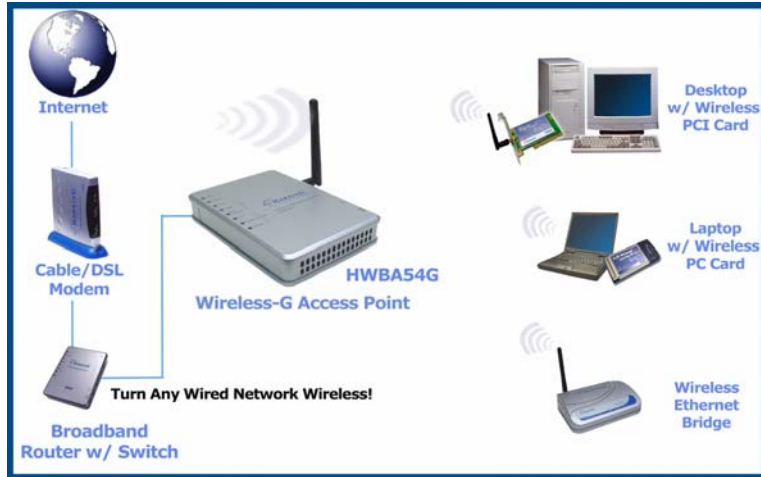 Internet
Cable/DSL
Modem
Broadband
Router w/ Switch
Turn Any Wired Network Wireless!
HWBA54G
Wireless-G Access Point
Desktop
w/ Wireless
PCI Card
Laptop
w/ Wireless
PC Card
Wireless
Ethernet
Bridge